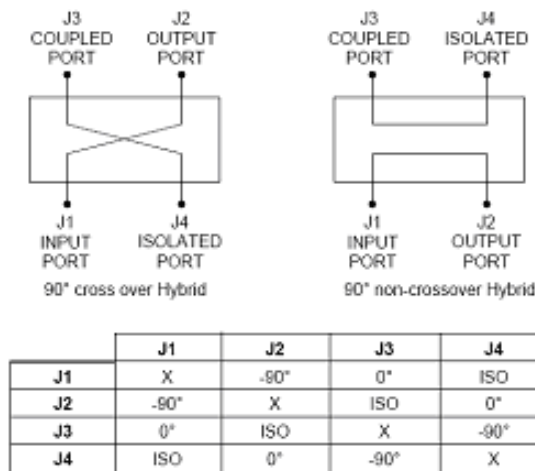 J3 J2 J3 J4
COUPLED OUTPUT COUPLED ISOLATED
PORT PORT PORT PORT
J1 J4 J1 J2
INPUT ISOLATED INPUT OUTPUT
PORT PORT PORT PORT
90° cross over Hybrid 90° non-crossover Hybrid
J1 J2 J3 J4
J1 X -90° 0° ISO
J2 -90° X ISO 0°
J3 0° ISO X -90°
J4 ISO 0° -90° X